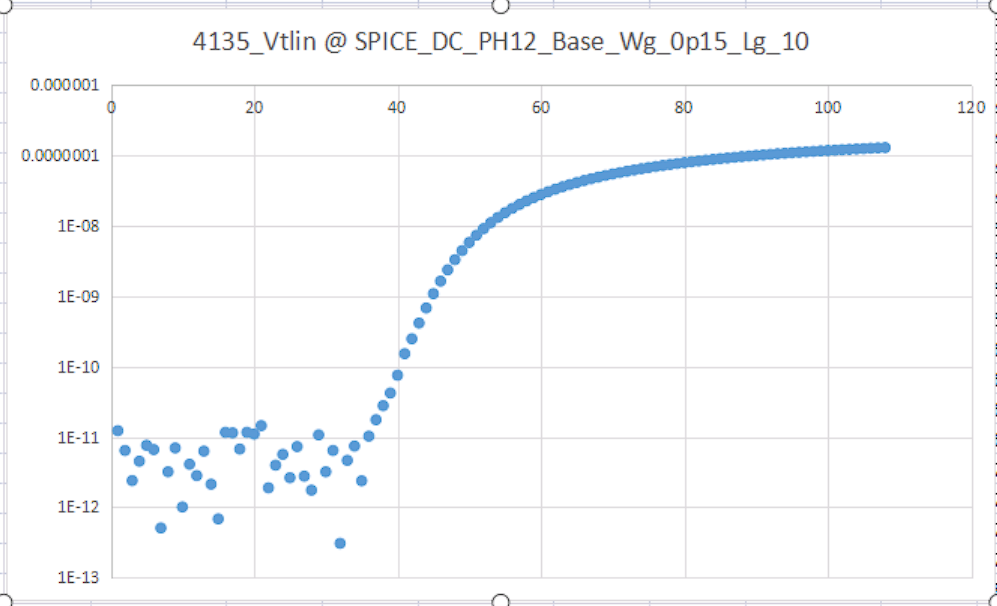 4135_Vtlin @ SPICE_DC_PH12_Base_Wg_0p15_Lg_10
0.000001
0 20 40 60 80 100 120
0.0000001
1E-08
1E-09
1E-10
1E-11
1E-12
1E-13